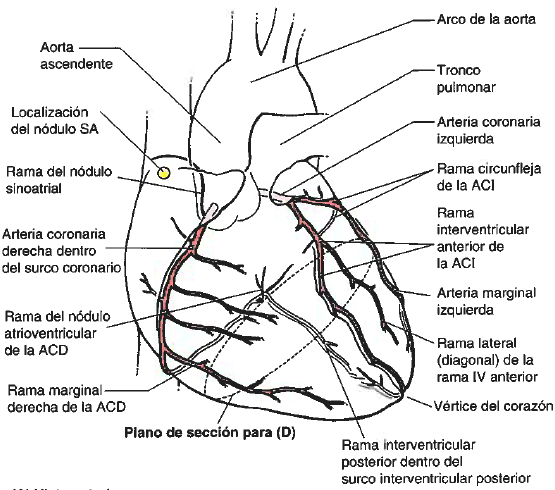 Arco de la aorta
Aorta
ascendente
Tronco
pulmonar
Localización
del nódulo SA
Arteria coronaria
izquierda
Rama del nódulo
sinoatrial
Rama circunfleja
de la ACI
Rama
interventricular
anterior de
la ACI
Arteria coronaria
derecha dentro
del surco coronario
Arteria marginal
izquierda
Rama del nódulo
atrioventricular
de la ACD
Rama lateral
(diagonal) de la
rama IV anterior
Rama marginal
derecha de la ACD
Vértice del corazón
Plano de sección para (D)
Rama interventricular
posterior dentro del
surco interventricular posterior